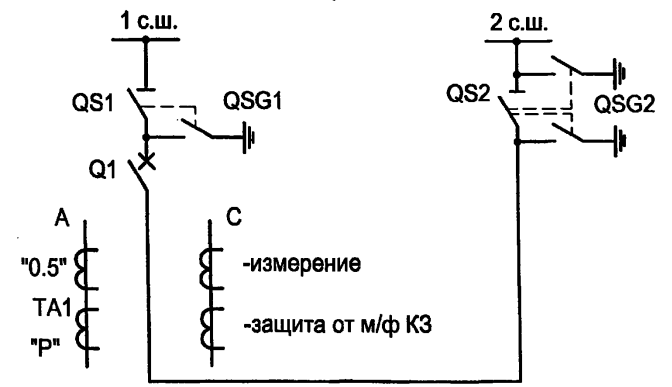 1 с.ш.
2 с.ш.
QS1
QSG1
QS2
QSG2
Q1
A
C
"0.5"
-измерение
TA1
-защита от м/ф КЗ
"P"